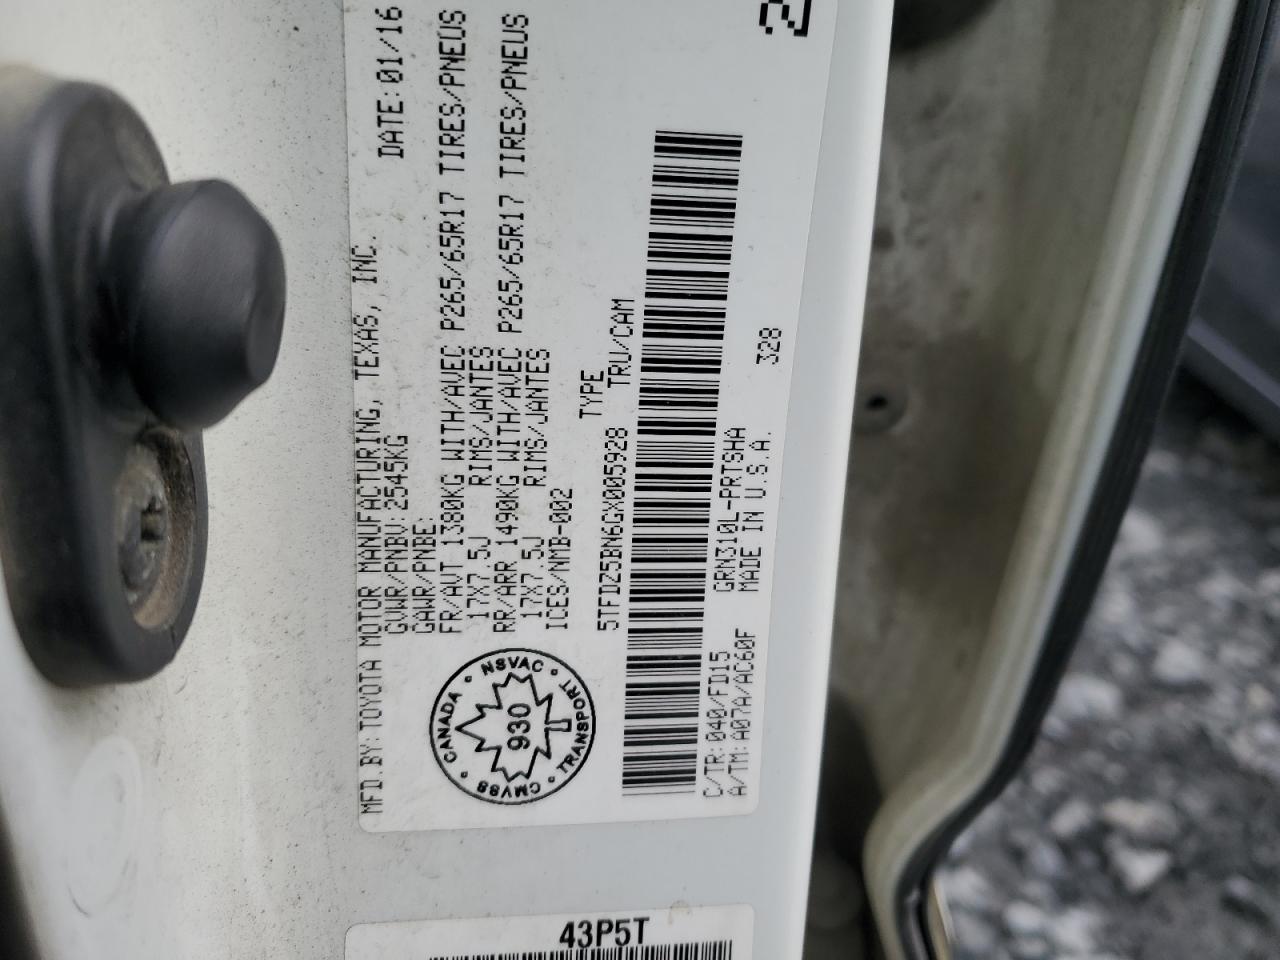 MFD.BY:TOYOTA MOTOR MANUFACTURING, TEXAS, INC.
GVWR/PNBV: 2545KG DATE:01/16
GAWR/PNBE:
FR/AVT 1380KG WITH/AVEC P265/65R17 TIRES/PNEUS
17X7.5J RIMS/JANTES
RR/ARR 1490KG WITH/AVEC P265/65R17 TIRES/PNEUS
17X7.5J RIMS/JANTES
ICES/NMB-002
TYPE
5TFDZ5BN6GX005928 TRU/CAM
CANADA • NSVAC • TRANSPORT • CMVSS
930
T
C/TR:040/FD15 GRN310L-PRTSHA
A/TM:A07A/AC60F MADE IN U.S.A. 328
43P5T